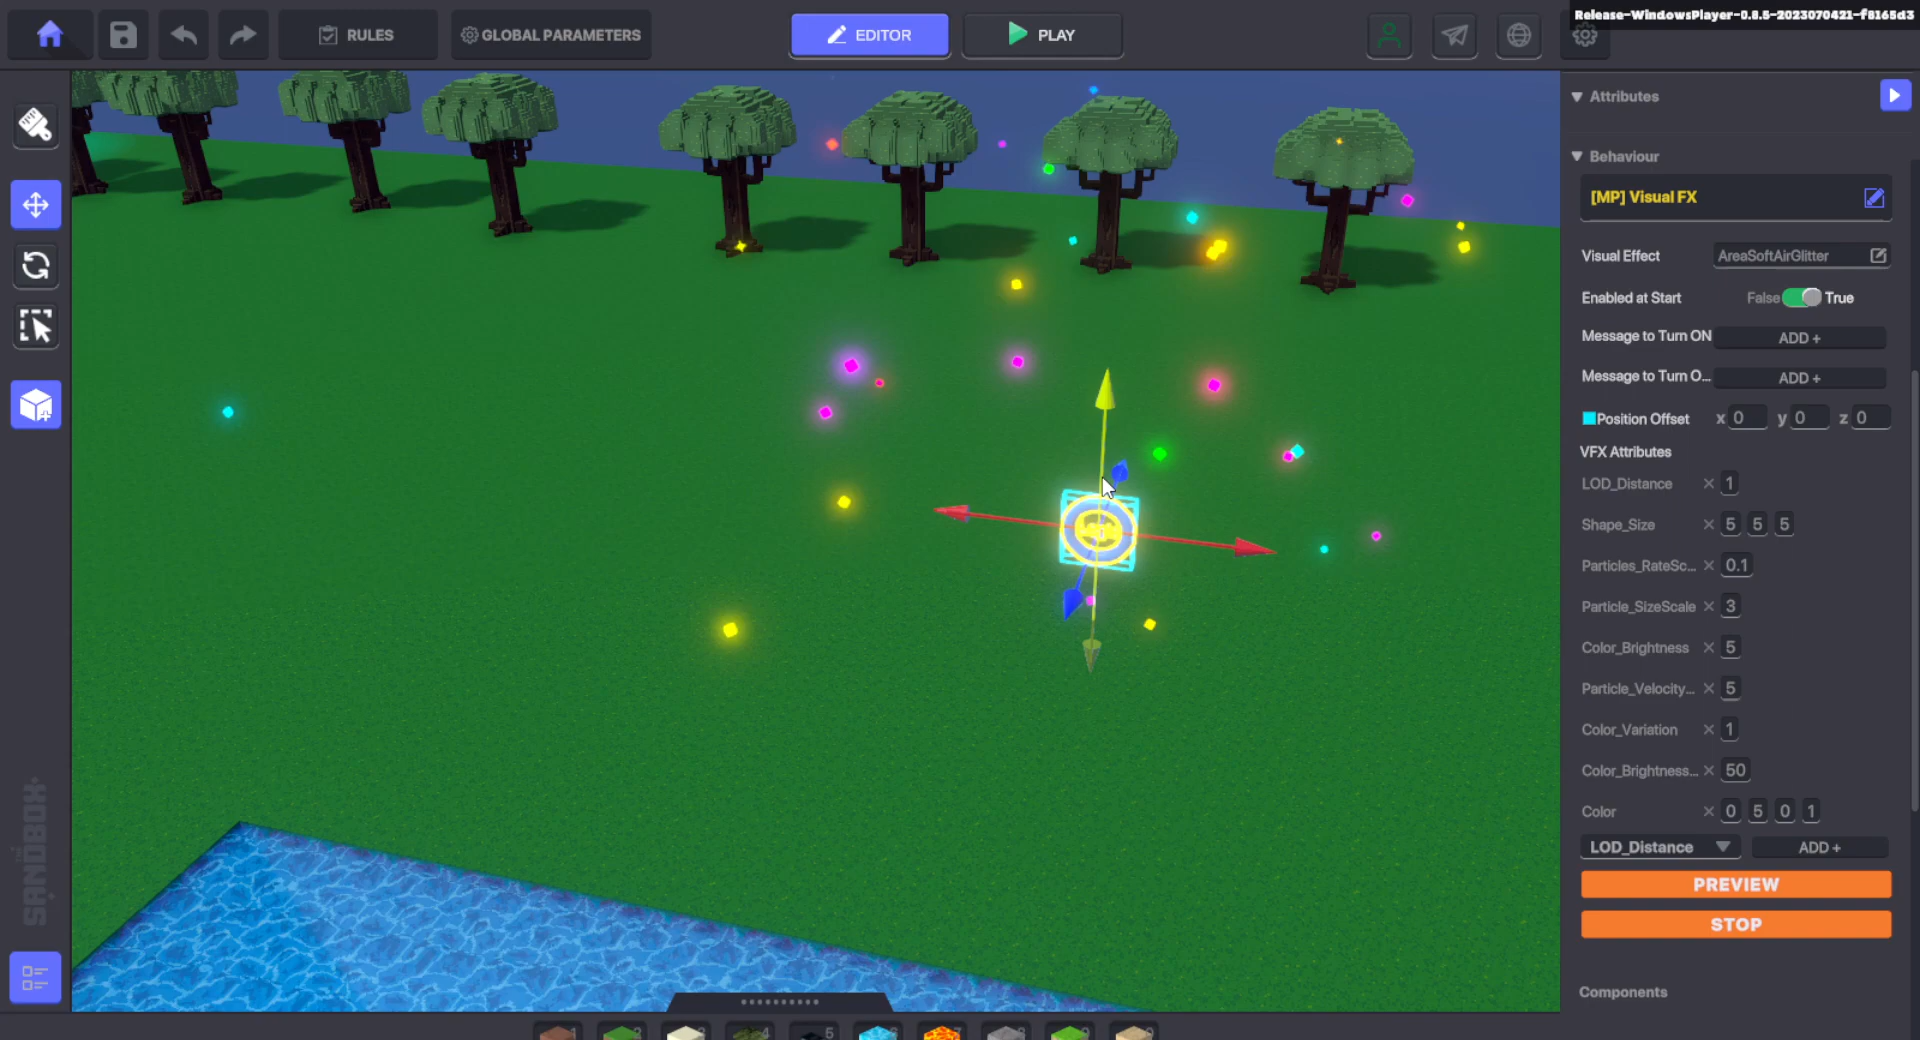 Release-WindowsPlayer-0.8.5-2023070421-f8165d3
RULES
GLOBAL PARAMETERS
EDITOR
PLAY
Attributes
Behaviour
[MP] Visual FX
Visual Effect AreaSoftAirGlitter
Enabled at Start False True
Message to Turn ON ADD +
Message to Turn O... ADD +
Position Offset x 0 y 0 z 0
VFX Attributes
LOD_Distance × 1
Shape_Size × 5 5 5
Particles_RateSc... × 0.1
Particle_SizeScale × 3
Color_Brightness × 5
Particle_Velocity... × 5
Color_Variation × 1
Color_Brightness... × 50
Color × 0 5 0 1
LOD_Distance ADD +
PREVIEW
STOP
Components
THE SANDBOX